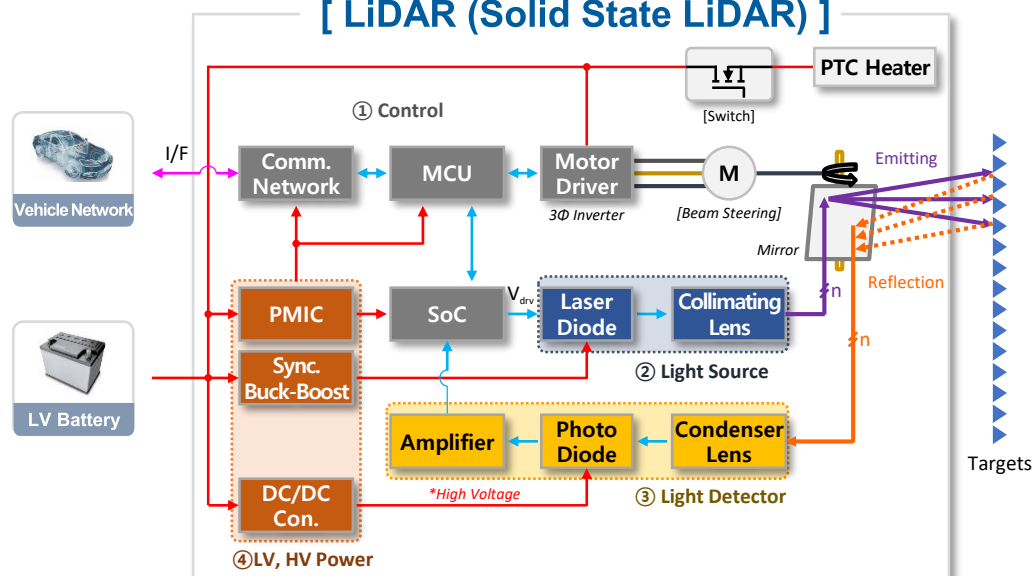 [ LiDAR (Solid State LiDAR) ]
PTC Heater
[Switch]
① Control
I/F
Vehicle Network
Comm.
Network
MCU
Motor
Driver
3Φ Inverter
M
[Beam Steering]
Emitting
Mirror
Reflection
n
n
Targets
LV Battery
PMIC
SoC
Vdrv
Laser
Diode
Collimating
Lens
② Light Source
Sync.
Buck-Boost
Amplifier
Photo
Diode
Condenser
Lens
③ Light Detector
DC/DC
Con.
*High Voltage
④LV, HV Power